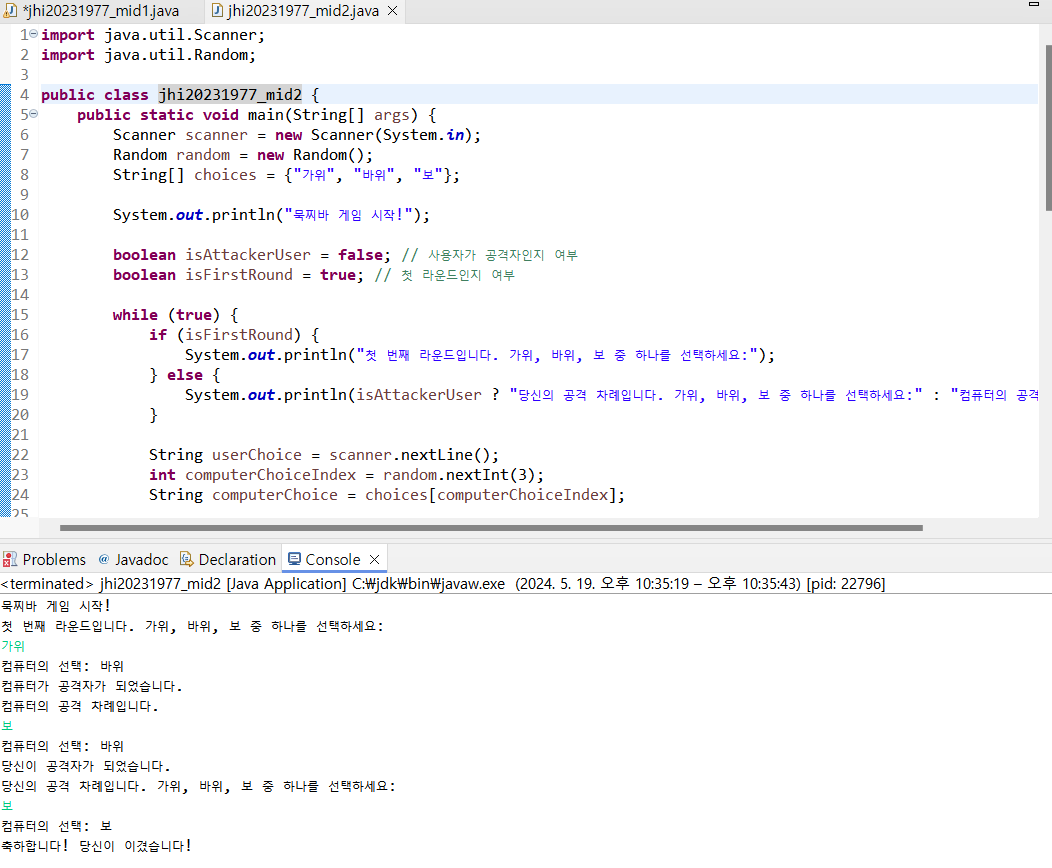 *jhi20231977_mid1.java jhi20231977_mid2.java
1 import java.util.Scanner;
2 import java.util.Random;
3
4 public class jhi20231977_mid2 {
5 public static void main(String[] args) {
6 Scanner scanner = new Scanner(System.in);
7 Random random = new Random();
8 String[] choices = {"가위", "바위", "보"};
9
10 System.out.println("묵찌바 게임 시작!");
11
12 boolean isAttackerUser = false; // 사용자가 공격자인지 여부
13 boolean isFirstRound = true; // 첫 라운드인지 여부
14
15 while (true) {
16 if (isFirstRound) {
17 System.out.println("첫 번째 라운드입니다. 가위, 바위, 보 중 하나를 선택하세요:");
18 } else {
19 System.out.println(isAttackerUser ? "당신의 공격 차례입니다. 가위, 바위, 보 중 하나를 선택하세요:" : "컴퓨터의 공격
20 }
21
22 String userChoice = scanner.nextLine();
23 int computerChoiceIndex = random.nextInt(3);
24 String computerChoice = choices[computerChoiceIndex];
25
Problems @ Javadoc Declaration Console
<terminated> jhi20231977_mid2 [Java Application] C:₩jdk₩bin₩javaw.exe (2024. 5. 19. 오후 10:35:19 – 오후 10:35:43) [pid: 22796]
묵찌바 게임 시작!
첫 번째 라운드입니다. 가위, 바위, 보 중 하나를 선택하세요:
가위
컴퓨터의 선택: 바위
컴퓨터가 공격자가 되었습니다.
컴퓨터의 공격 차례입니다.
보
컴퓨터의 선택: 바위
당신이 공격자가 되었습니다.
당신의 공격 차례입니다. 가위, 바위, 보 중 하나를 선택하세요:
보
컴퓨터의 선택: 보
축하합니다! 당신이 이겼습니다!